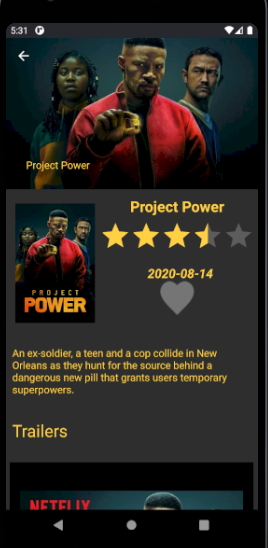 5:31
Project Power
Project Power
2020-08-14
PROJECT
POWER
An ex-soldier, a teen and a cop collide in New
Orleans as they hunt for the source behind a
dangerous new pill that grants users temporary
superpowers.
Trailers
NETFLIX